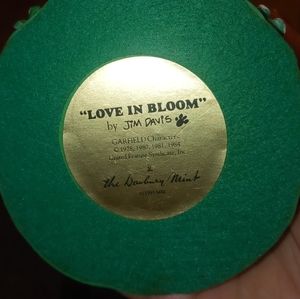 "LOVE IN BLOOM"
by JIM DAVIS
GARFIELD Characters
©1978, 1980, 1981, 1984
United Feature Syndicate, Inc.
the Danbury Mint